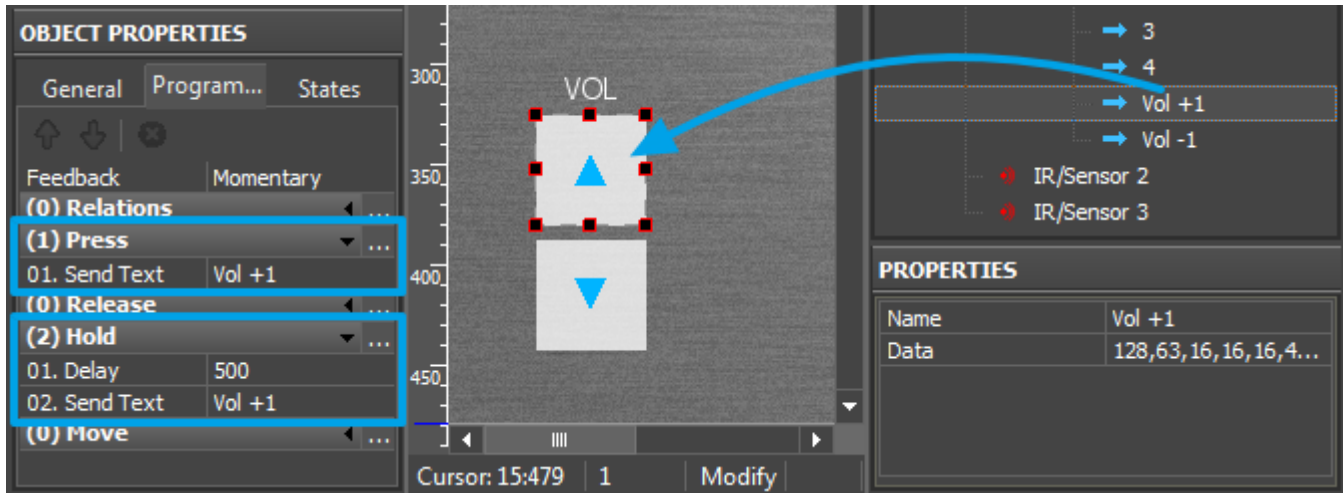 OBJECT PROPERTIES
General Program... States
Feedback Momentary
(0) Relations ...
(1) Press ...
01. Send Text Vol +1
(0) Release ...
(2) Hold ...
01. Delay 500
02. Send Text Vol +1
(0) Move ...
300
350
400
450
VOL
Cursor: 15:479 1 Modify
3
4
Vol +1
Vol -1
IR/Sensor 2
IR/Sensor 3
PROPERTIES
Name Vol +1
Data 128,63,16,16,16,4...